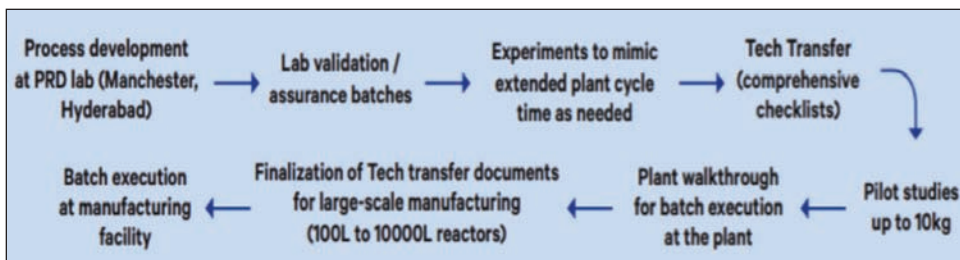 Process development
at PRD lab (Manchester,
Hyderabad)
Lab validation /
assurance batches
Experiments to mimic
extended plant cycle
time as needed
Tech Transfer
(comprehensive
checklists)
Pilot studies
up to 10kg
Plant walkthrough
for batch execution
at the plant
Finalization of Tech transfer documents
for large-scale manufacturing
(100L to 10000L reactors)
Batch execution
at manufacturing
facility